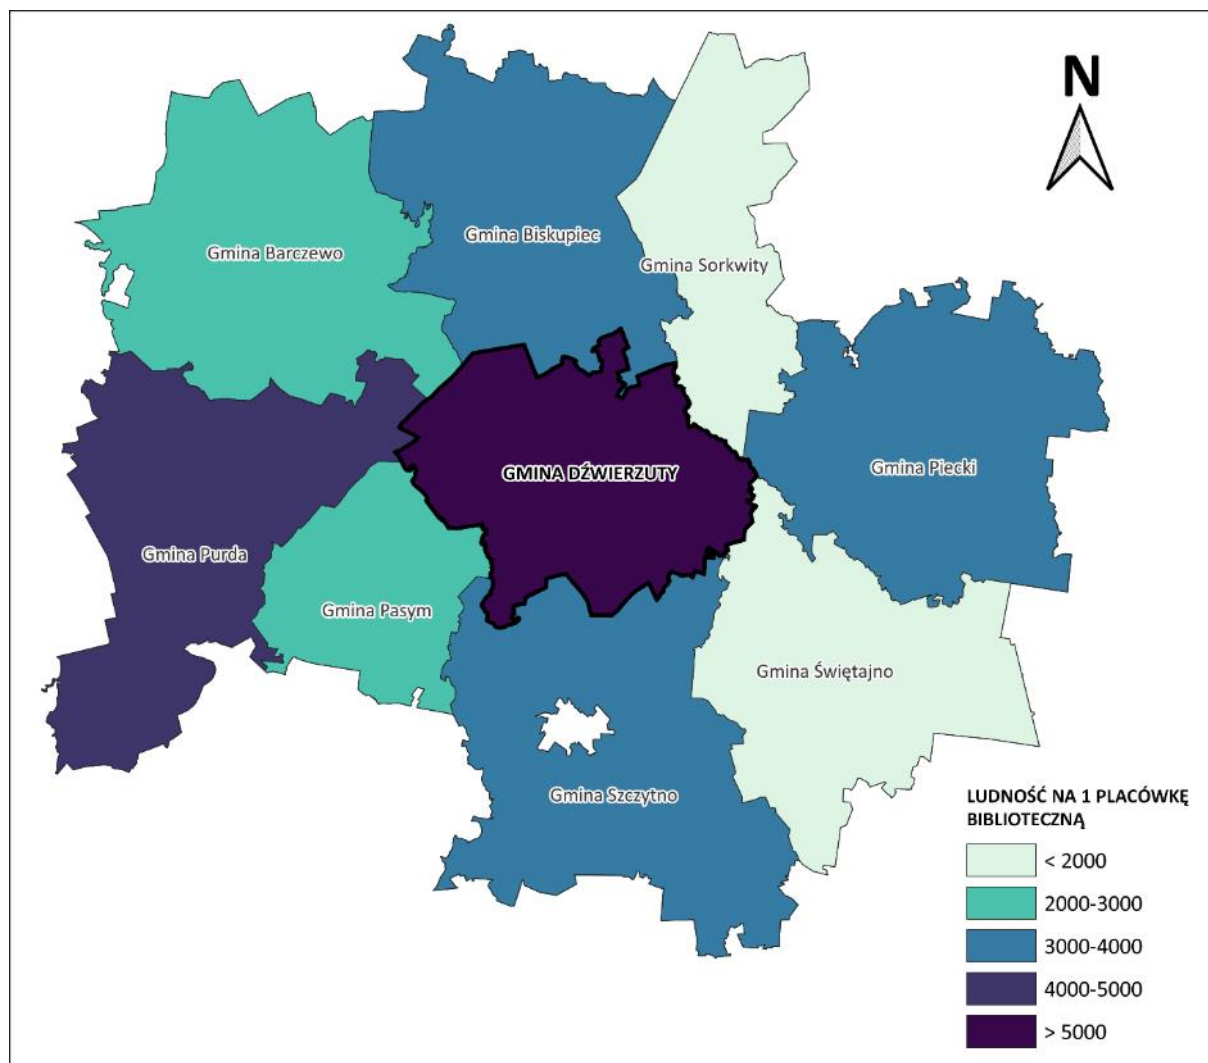 N
Gmina Biskupiec
Gmina Barczewo
Gmina Sorkwity
GMINA DŹWIERZUTY
Gmina Piecki
Gmina Purda
Gmina Pasym
Gmina Świętajno
Gmina Szczytno
LUDNOŚĆ NA 1 PLACÓWKĘ
BIBLIOTECZNĄ
< 2000
2000-3000
3000-4000
4000-5000
> 5000